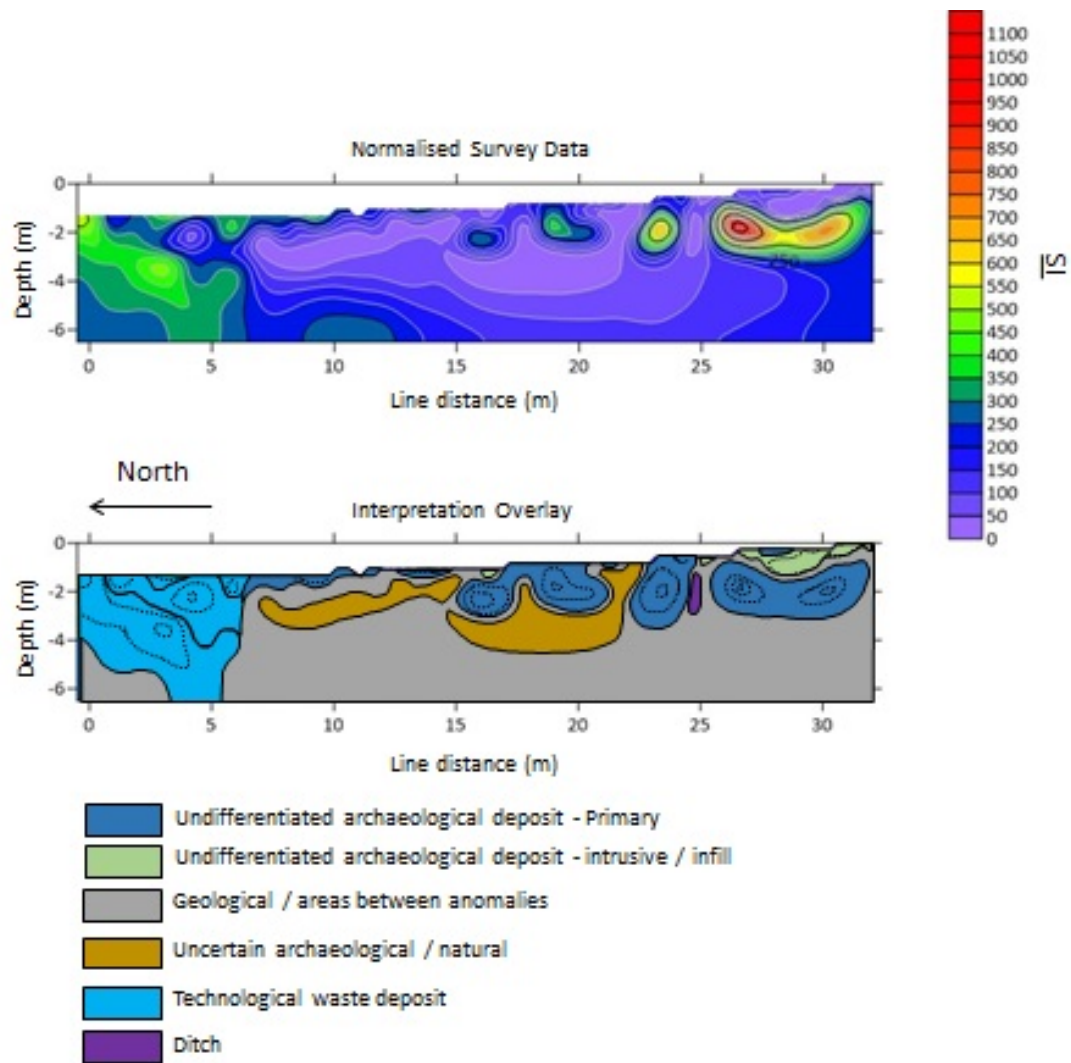 Normalised Survey Data
0
-2
-4
-6
Depth (m)
250
0 5 10 15 20 25 30
Line distance (m)
1100
1050
1000
950
900
850
800
750
700
650
600
550
500
450
400
350
300
250
200
150
100
50
0
SI
North
Interpretation Overlay
0
-2
-4
-6
Depth (m)
0 5 10 15 20 25 30
Line distance (m)
Undifferentiated archaeological deposit - Primary
Undifferentiated archaeological deposit - intrusive / infill
Geological / areas between anomalies
Uncertain archaeological / natural
Technological waste deposit
Ditch